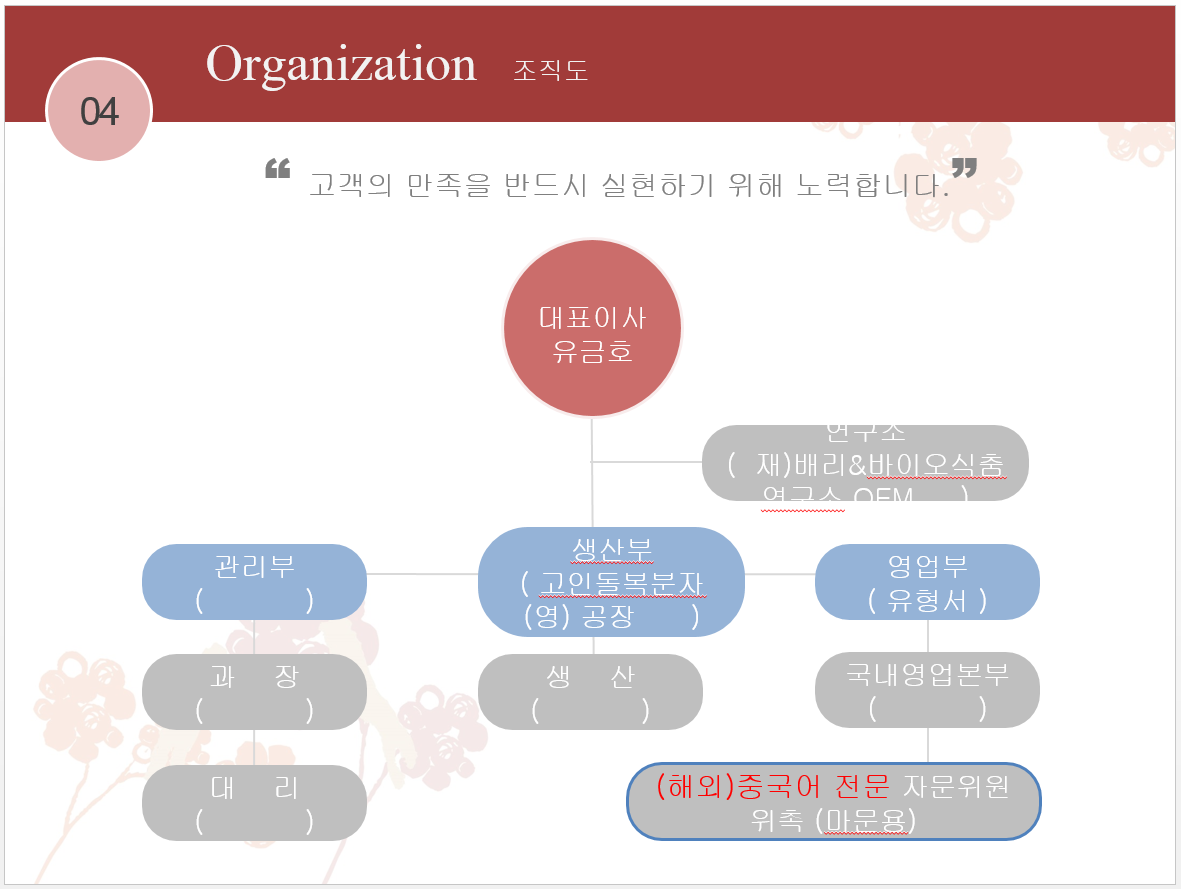 Organization 조직도
04
❝ 고객의 만족을 반드시 실현하기 위해 노력합니다. ❞
대표이사
유금호
연구소
( 재)배리&바이오식춤
연구소 OEM )
관리부
( )
생산부
( 고인돌복분자
(영) 공장 )
영업부
( 유형서 )
과 장
( )
생 산
( )
국내영업본부
( )
대 리
( )
(해외)중국어 전문 자문위원
위촉 (마문용)